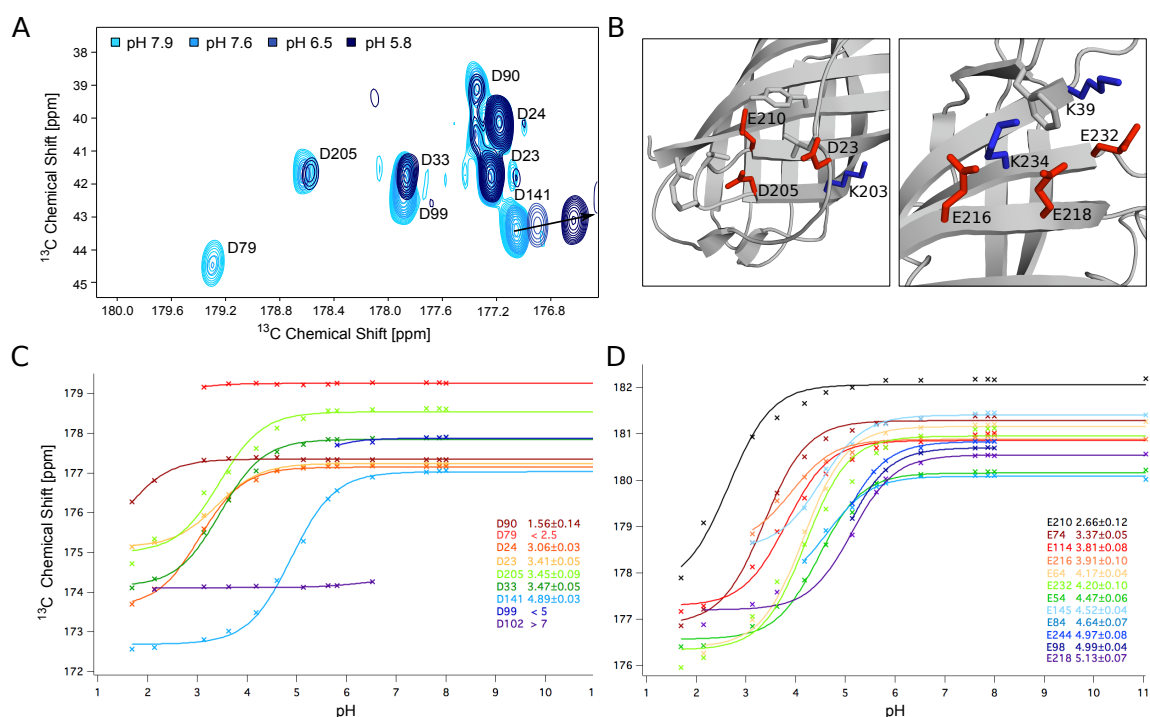 A
pH 7.9 pH 7.6 pH 6.5 pH 5.8
38
39
40
41
42
43
44
45
D90
D24
D205
D33
D23
D99
D141
D79
180.0 179.6 179.2 178.8 178.4 178.0 177.6 177.2 176.8
13C Chemical Shift [ppm]
13C Chemical Shift [ppm]
B
E210
D23
D205
K203
K39
E232
K234
E216
E218
C
179
178
177
176
175
174
173
172
13C Chemical Shift [ppm]
D90 1.56±0.14
D79 < 2.5
D24 3.06±0.03
D23 3.41±0.05
D205 3.45±0.09
D33 3.47±0.05
D141 4.89±0.03
D99 < 5
D102 > 7
1 2 3 4 5 6 7 8 9 10 1
pH
D
182
181
180
179
178
177
176
13C Chemical Shift [ppm]
E210 2.66±0.12
E74 3.37±0.05
E114 3.81±0.08
E216 3.91±0.10
E64 4.17±0.04
E232 4.20±0.10
E54 4.47±0.06
E145 4.52±0.04
E84 4.64±0.07
E244 4.97±0.08
E98 4.99±0.04
E218 5.13±0.07
1 2 3 4 5 6 7 8 9 10 11
pH